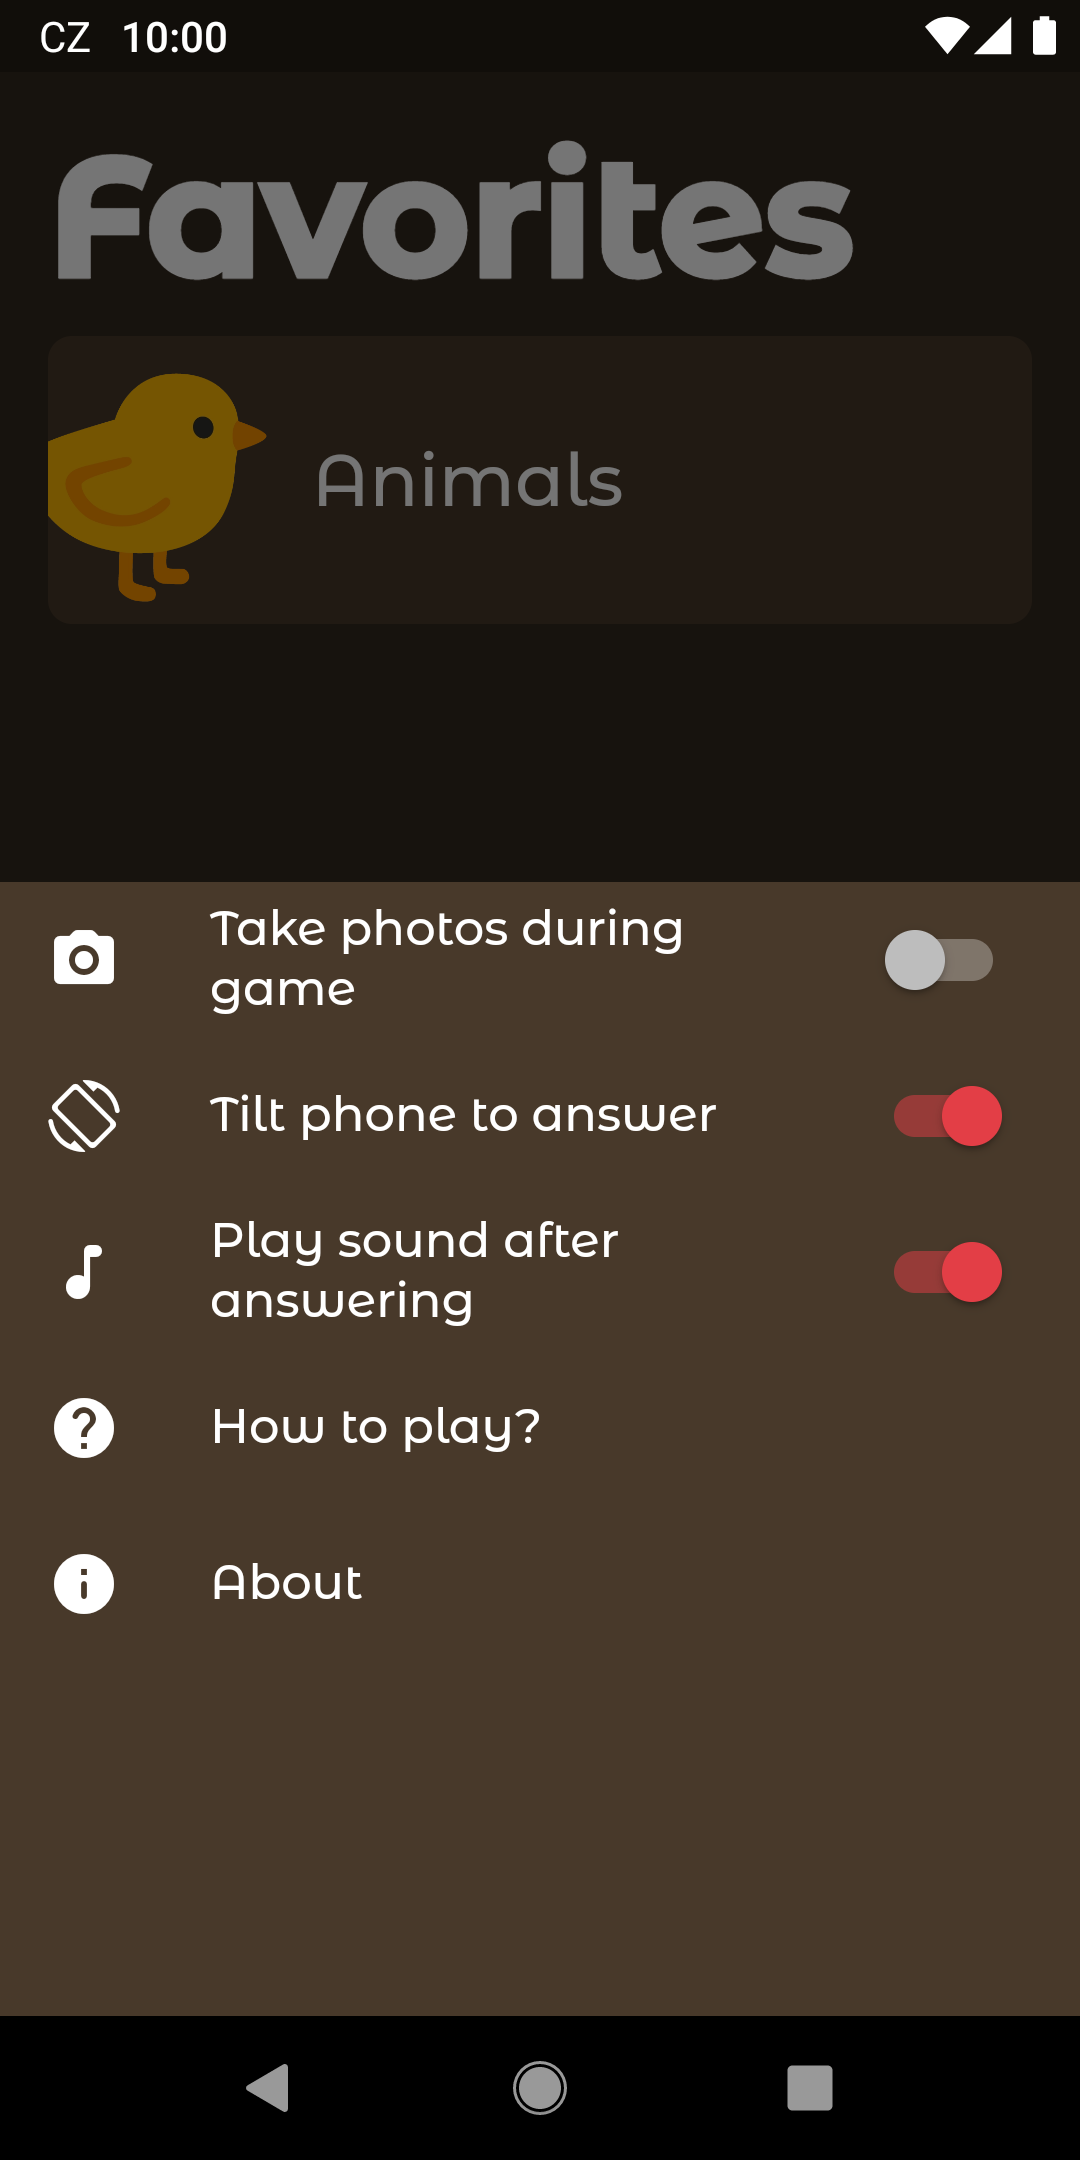 CZ 10:00
Favorites
Animals
Take photos during
game
Tilt phone to answer
Play sound after
answering
How to play?
About